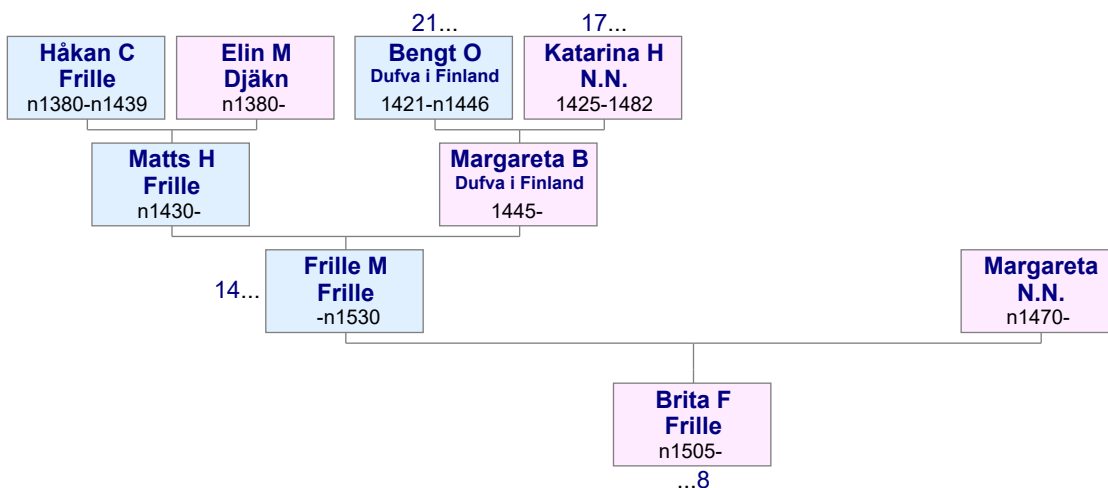 21...
17...
Håkan C
Frille
n1380-n1439
Elin M
Djäkn
n1380-
Bengt O
Dufva i Finland
1421-n1446
Katarina H
N.N.
1425-1482
Matts H
Frille
n1430-
Margareta B
Dufva i Finland
1445-
14...
Frille M
Frille
-n1530
Margareta
N.N.
n1470-
Brita F
Frille
n1505-
...8